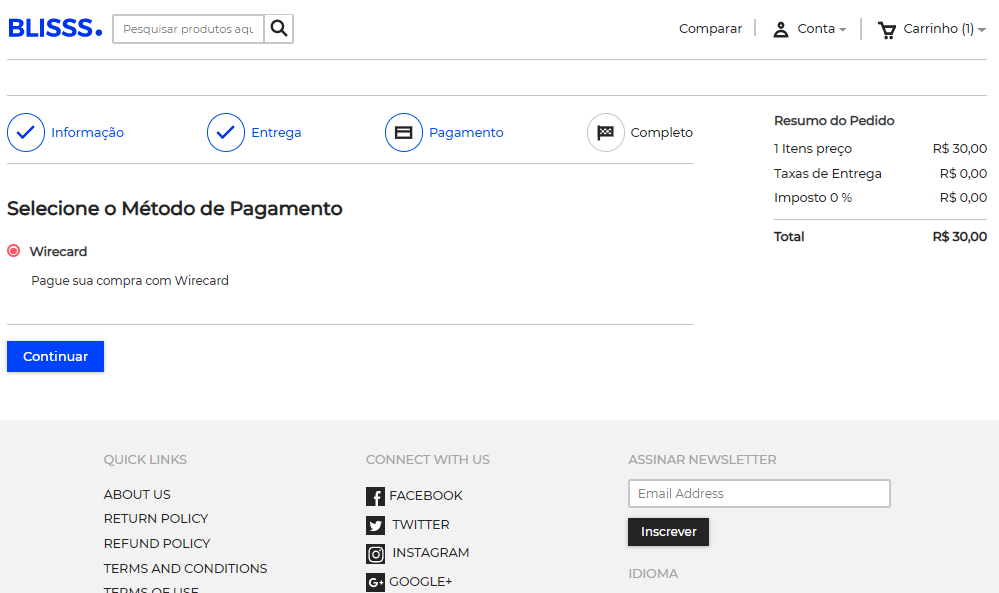 BLISSS.
Pesquisar produtos aqu
Comparar
Conta
Carrinho (1)
Informação
Entrega
Pagamento
Completo
Selecione o Método de Pagamento
Wirecard
Pague sua compra com Wirecard
Continuar
Resumo do Pedido
1 Itens preço R$ 30,00
Taxas de Entrega R$ 0,00
Imposto 0 % R$ 0,00
Total R$ 30,00
QUICK LINKS
ABOUT US
RETURN POLICY
REFUND POLICY
TERMS AND CONDITIONS
TERMS OF USE
CONNECT WITH US
FACEBOOK
TWITTER
INSTAGRAM
GOOGLE+
ASSINAR NEWSLETTER
Email Address
Inscrever
IDIOMA